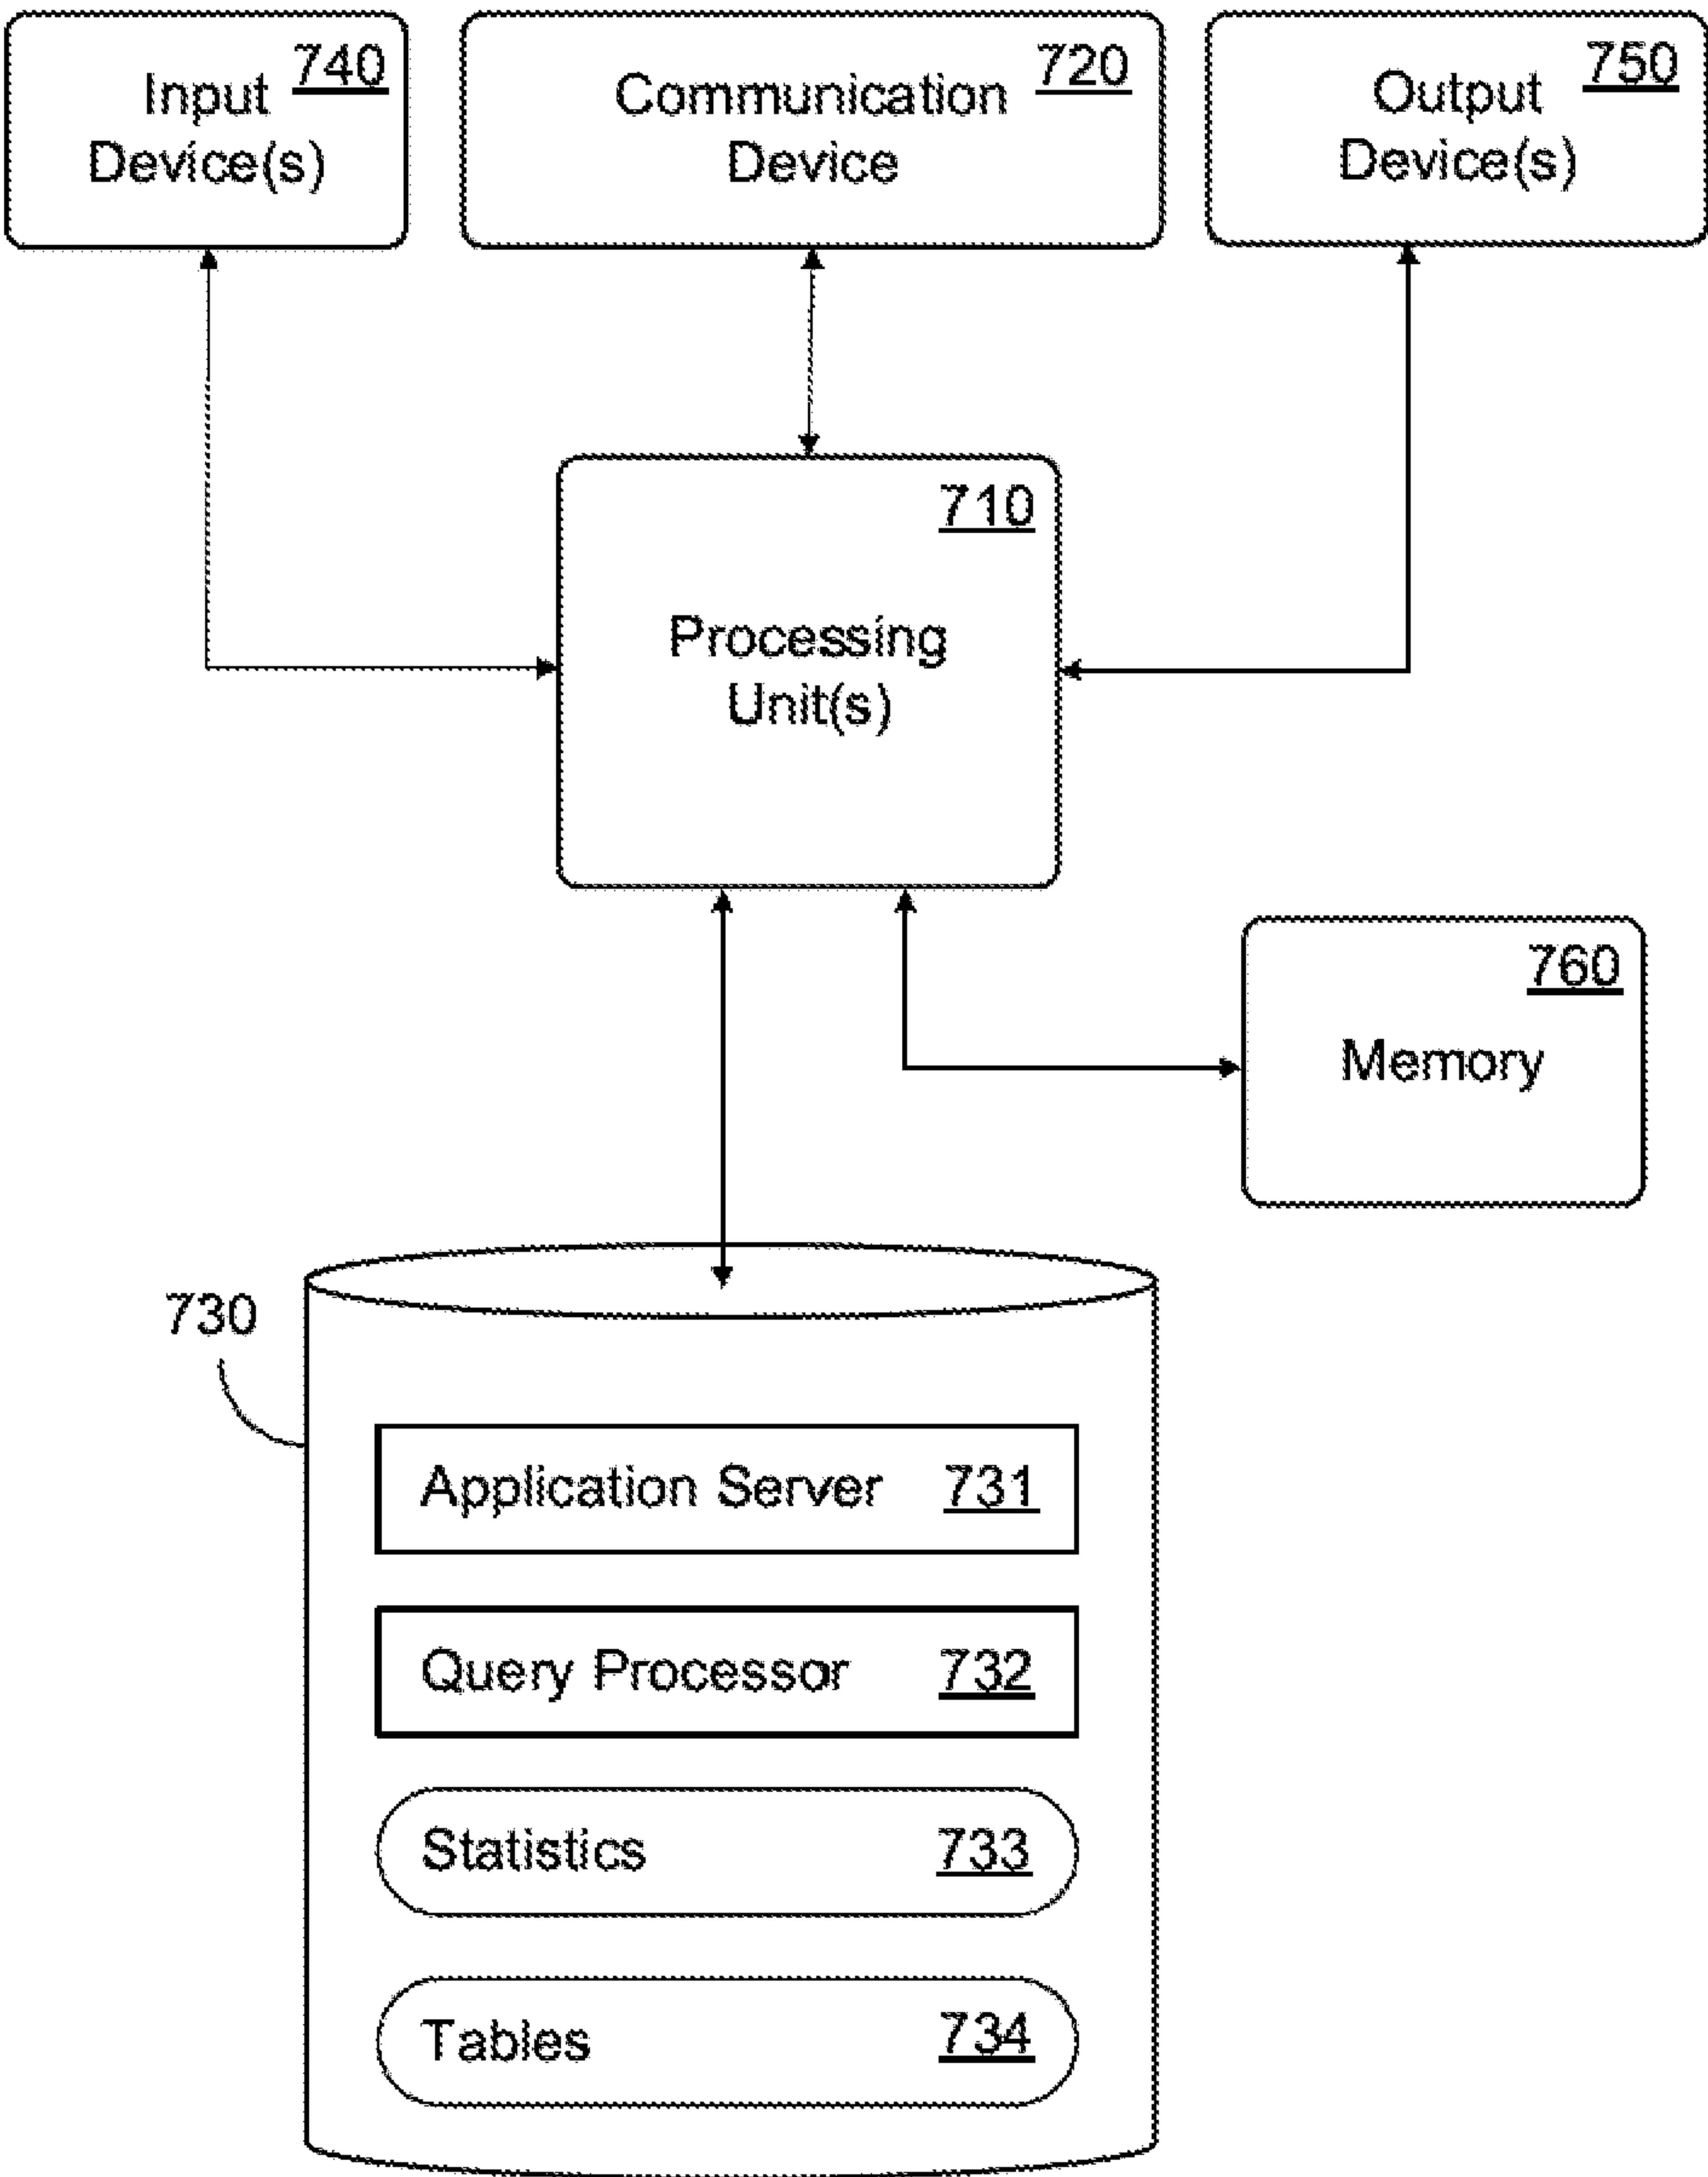 Input 740
Device(s)
Communication 720
Device
Output 750
Device(s)
710
Processing
Unit(s)
760
Memory
730
Application Server 731
Query Processor 732
Statistics 733
Tables 734